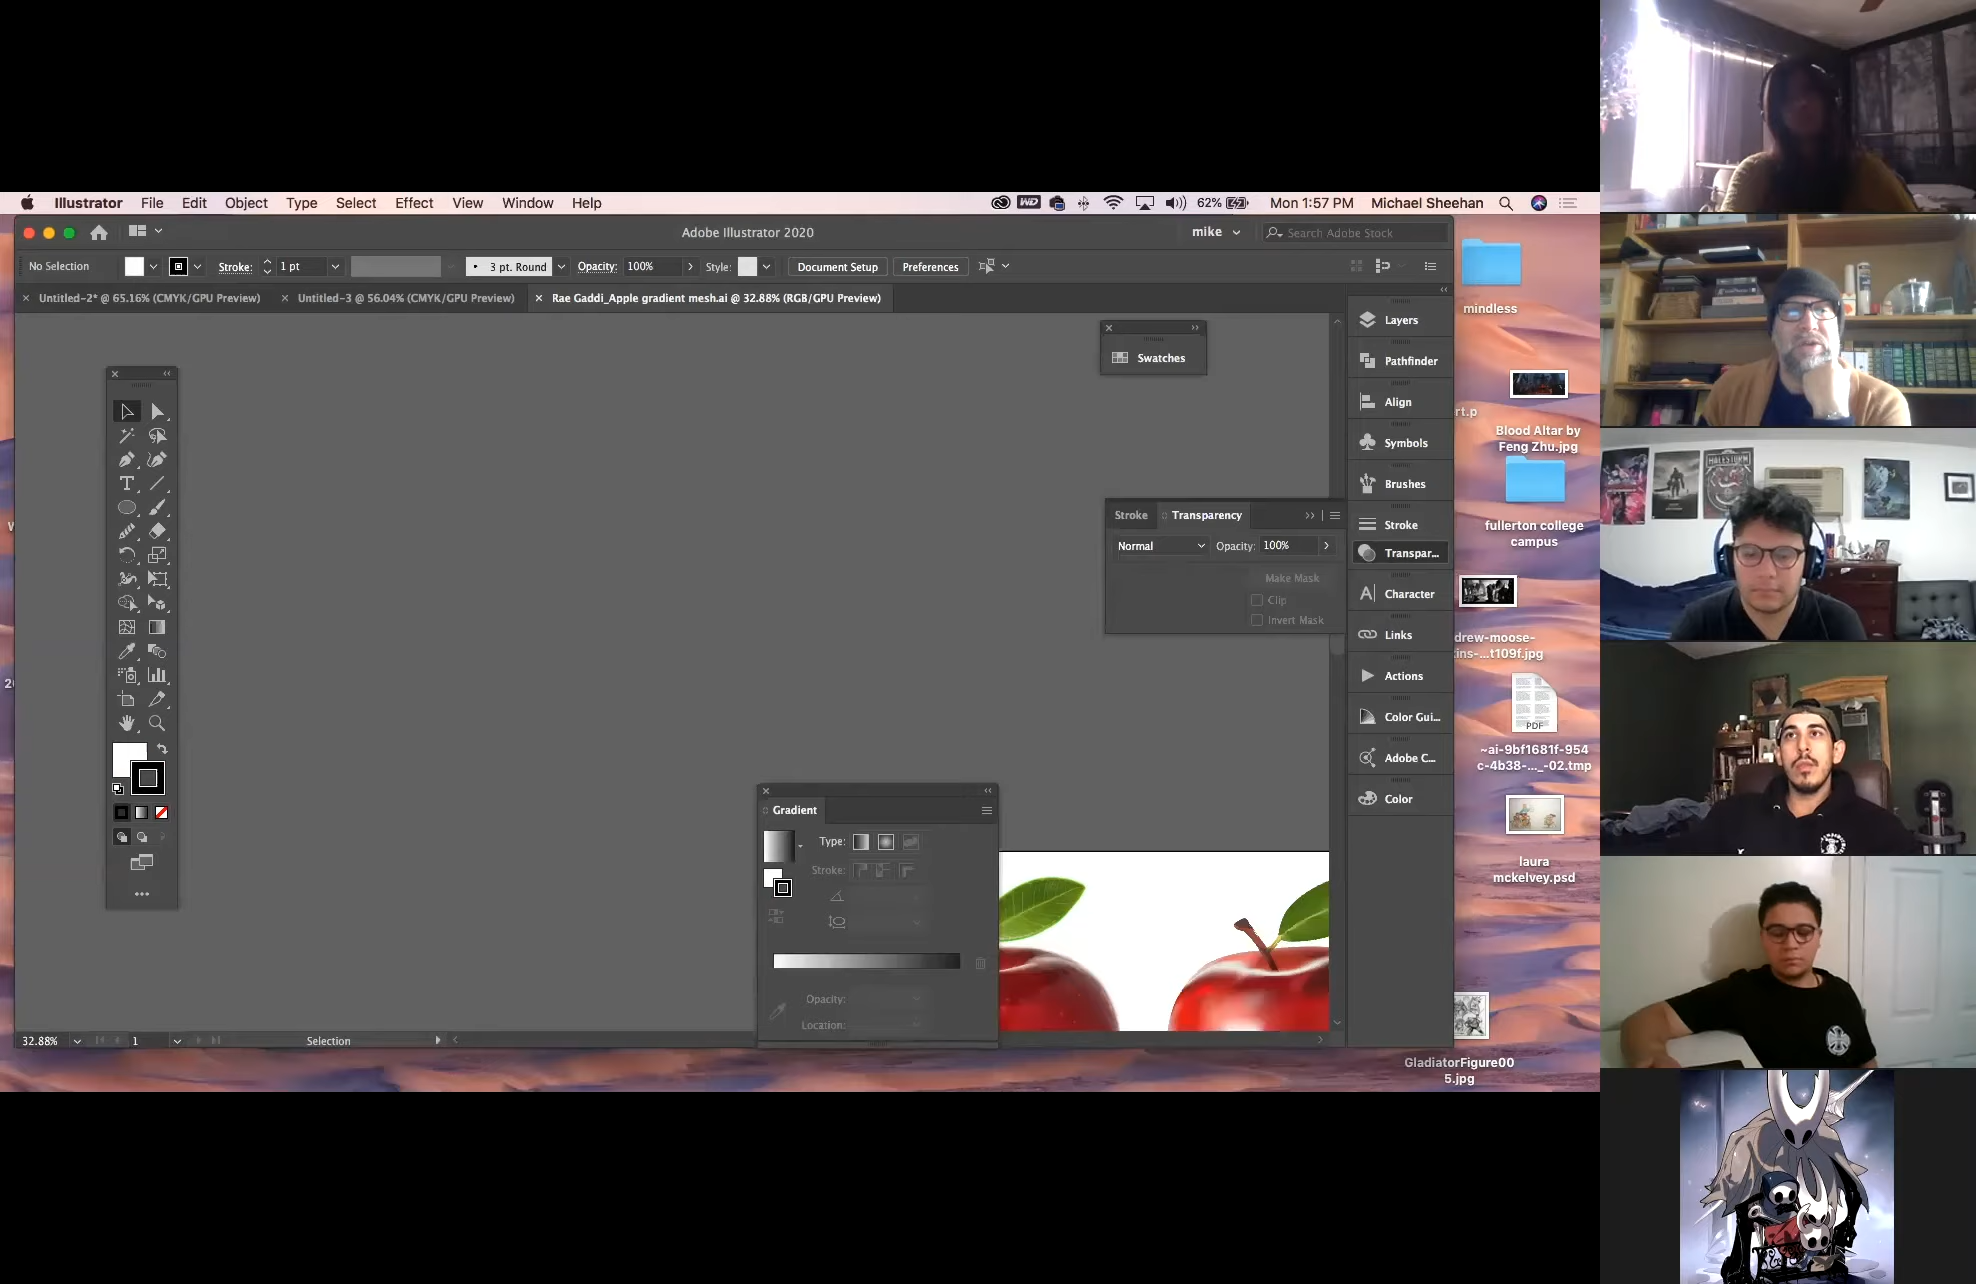 Illustrator File Edit Object Type Select Effect View Window Help
WD 62% Mon 1:57 PM Michael Sheehan
Adobe Illustrator 2020
mike Search Adobe Stock
No Selection Stroke: 1 pt 3 pt. Round Opacity: 100% Style: Document Setup Preferences
Untitled-2* @ 65.16% (CMYK/GPU Preview) Untitled-3 @ 56.04% (CMYK/GPU Preview) Rae Gaddi_Apple gradient mesh.ai @ 32.88% (RGB/GPU Preview)
Swatches
Stroke Transparency
Normal Opacity: 100%
Make Mask
Clip
Invert Mask
Gradient
Type:
Stroke:
Opacity:
Location:
Layers
Pathfinder
Align
Symbols
Brushes
Stroke
Transpar...
Character
Links
Actions
Color Gui...
Adobe C...
Color
32.88% 1 Selection
mindless
rt.p
Blood Altar by
Feng Zhu.jpg
fullerton college
campus
drew-moose-
ins-...t109f.jpg
PDF
~ai-9bf1681f-954
c-4b38-..._-02.tmp
laura
mckelvey.psd
GladiatorFigure00
5.jpg
HALESTORM